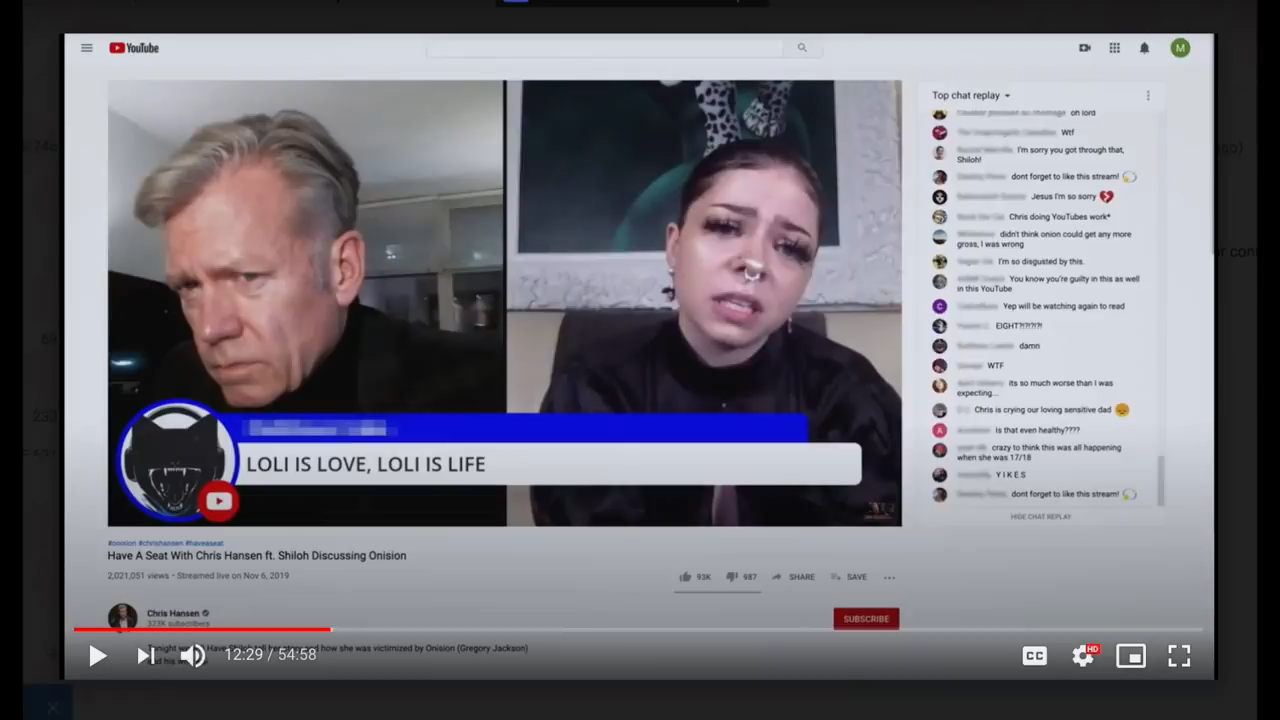 YouTube
M
Top chat replay
oh lord
Wtf
I'm sorry you got through that,
Shiloh!
dont forget to like this stream!
Jesus I'm so sorry
Chris doing YouTubes work*
didn't think onion could get any more
gross, I was wrong
I'm so disgusted by this.
You know you're guilty in this as well
in this YouTube
C
Yep will be watching again to read
EIGHT?!?!?!?!
damn
WTF
its so much worse than I was
expecting...
Chris is crying our loving sensitive dad
A
Is that even healthy????
crazy to think this was all happening
when she was 17/18
Y I K E S
dont forget to like this stream!
HIDE CHAT REPLAY
LOLI IS LOVE, LOLI IS LIFE
#onision #chrishansen #haveaseat
Have A Seat With Chris Hansen ft. Shiloh Discussing Onision
2,021,051 views • Streamed live on Nov 6, 2019
93K
987
SHARE
SAVE
Chris Hansen
323K subscribers
SUBSCRIBE
how she was victimized by Onision (Gregory Jackson)
12:29 / 54:58
CC
HD